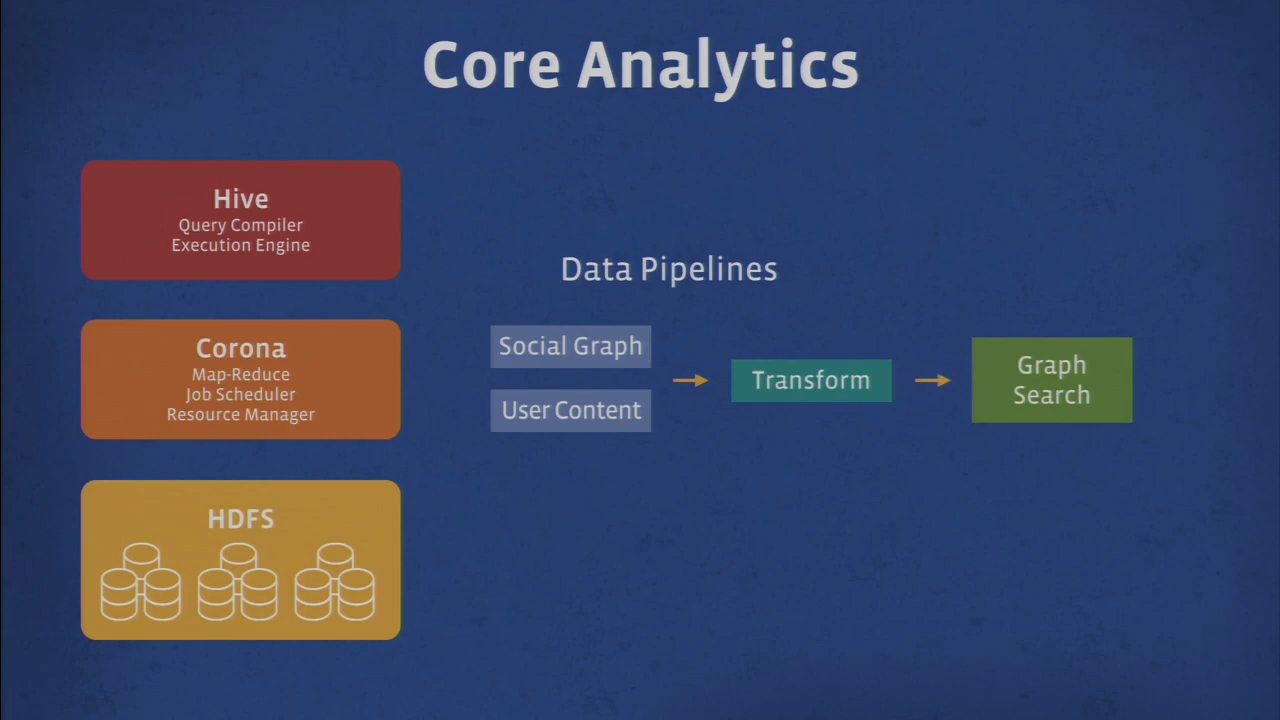 Core Analytics
Hive
Query Compiler
Execution Engine
Corona
Map-Reduce
Job Scheduler
Resource Manager
HDFS
Data Pipelines
Social Graph
User Content
Transform
Graph
Search